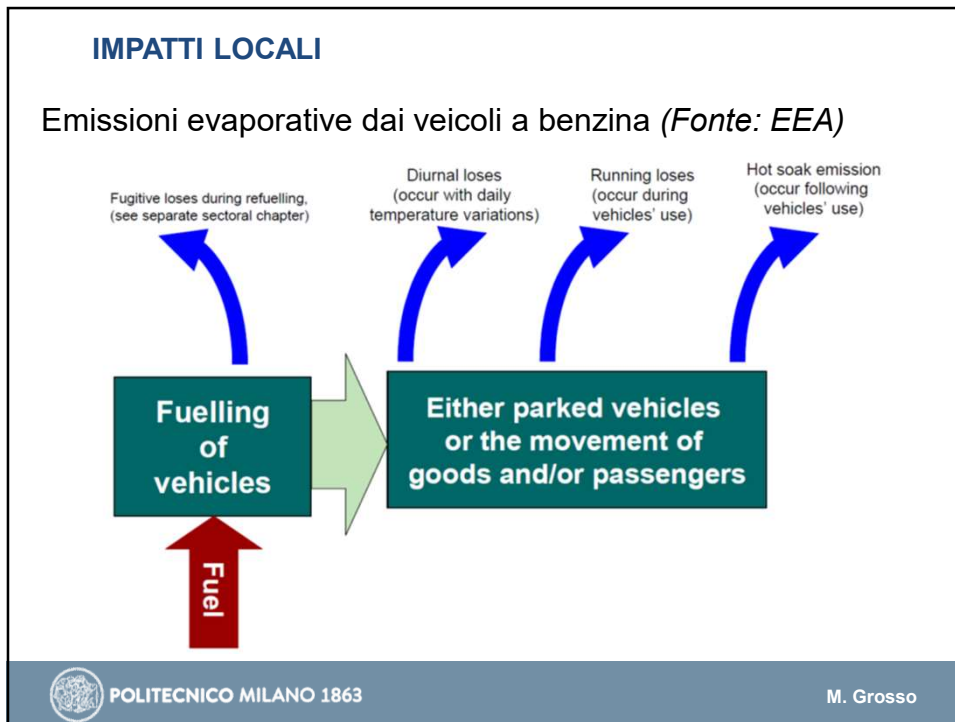 IMPATTI LOCALI
Emissioni evaporative dai veicoli a benzina (Fonte: EEA)
Fugitive loses during refuelling,
(see separate sectoral chapter)
Diurnal loses
(occur with daily
temperature variations)
Running loses
(occur during
vehicles' use)
Hot soak emission
(occur following
vehicles' use)
Fuelling
of
vehicles
Either parked vehicles
or the movement of
goods and/or passengers
Fuel
POLITECNICO MILANO 1863
M. Grosso